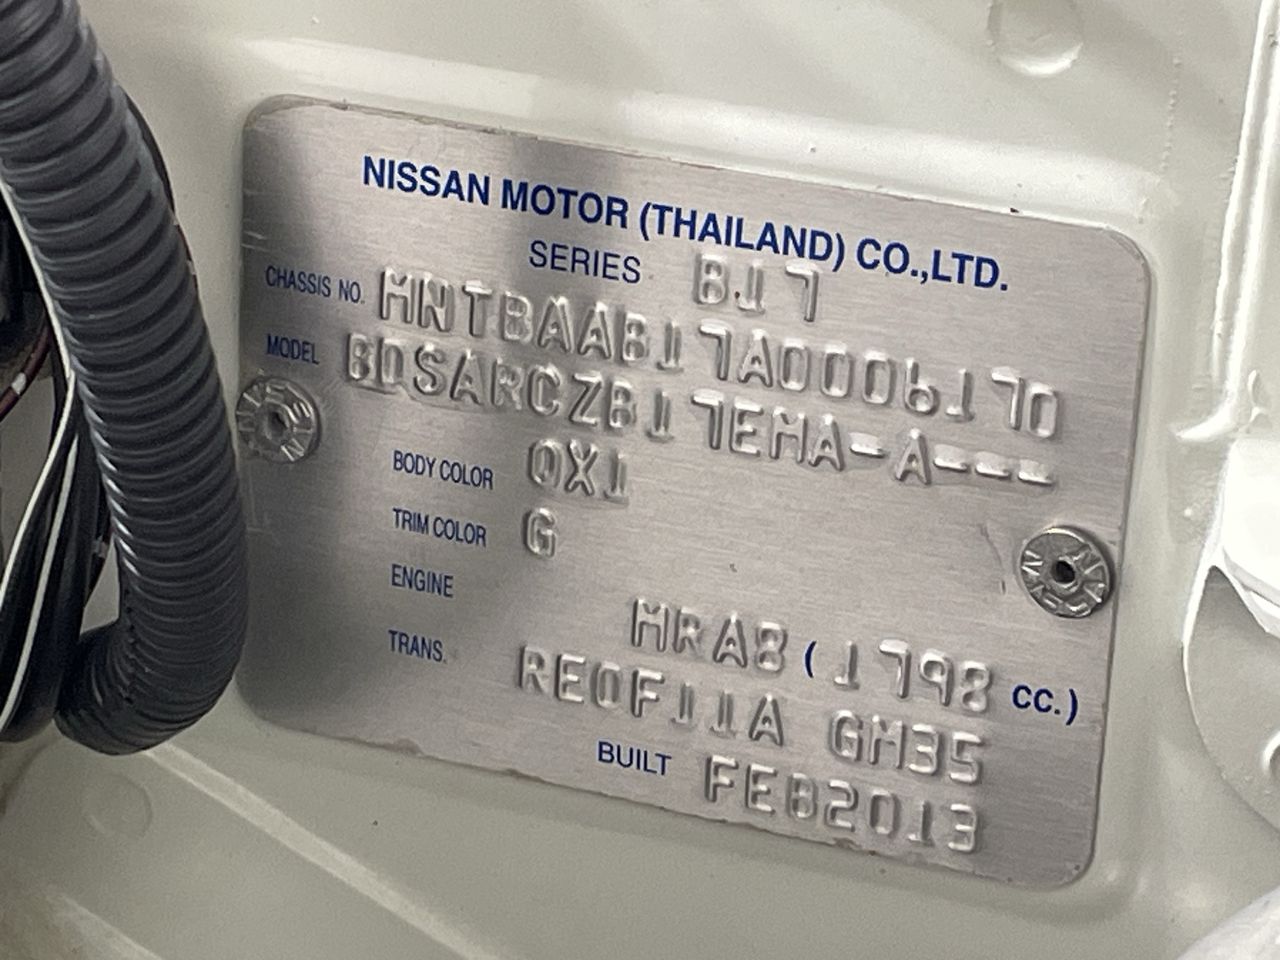 NISSAN MOTOR (THAILAND) CO.,LTD.
SERIES B17
CHASSIS NO. MNTBAAB17A0006170
MODEL BDSARCZB17EMA-A---
BODY COLOR QX1
TRIM COLOR G
ENGINE MRA8 (1798 CC.)
TRANS. RE0F11A GH35
BUILT FEB2013